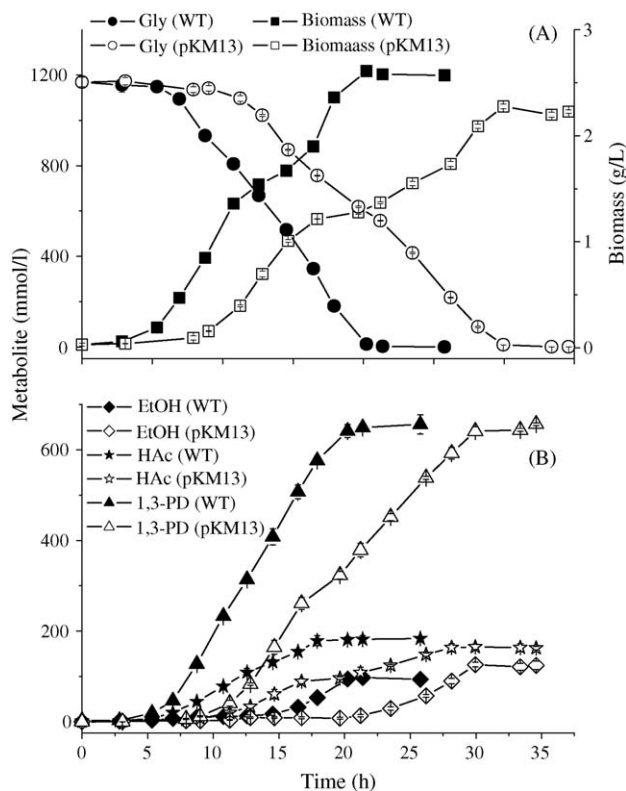 Gly (WT) Biomass (WT)
Gly (pKM13) Biomaass (pKM13)
(A)
3
1200
2
800
1
400
0
0
Metabolite (mmol/l)
Biomass (g/L)
EtOH (WT)
EtOH (pKM13)
HAc (WT)
HAc (pKM13)
1,3-PD (WT)
1,3-PD (pKM13)
(B)
600
400
200
0
0 5 10 15 20 25 30 35
Time (h)